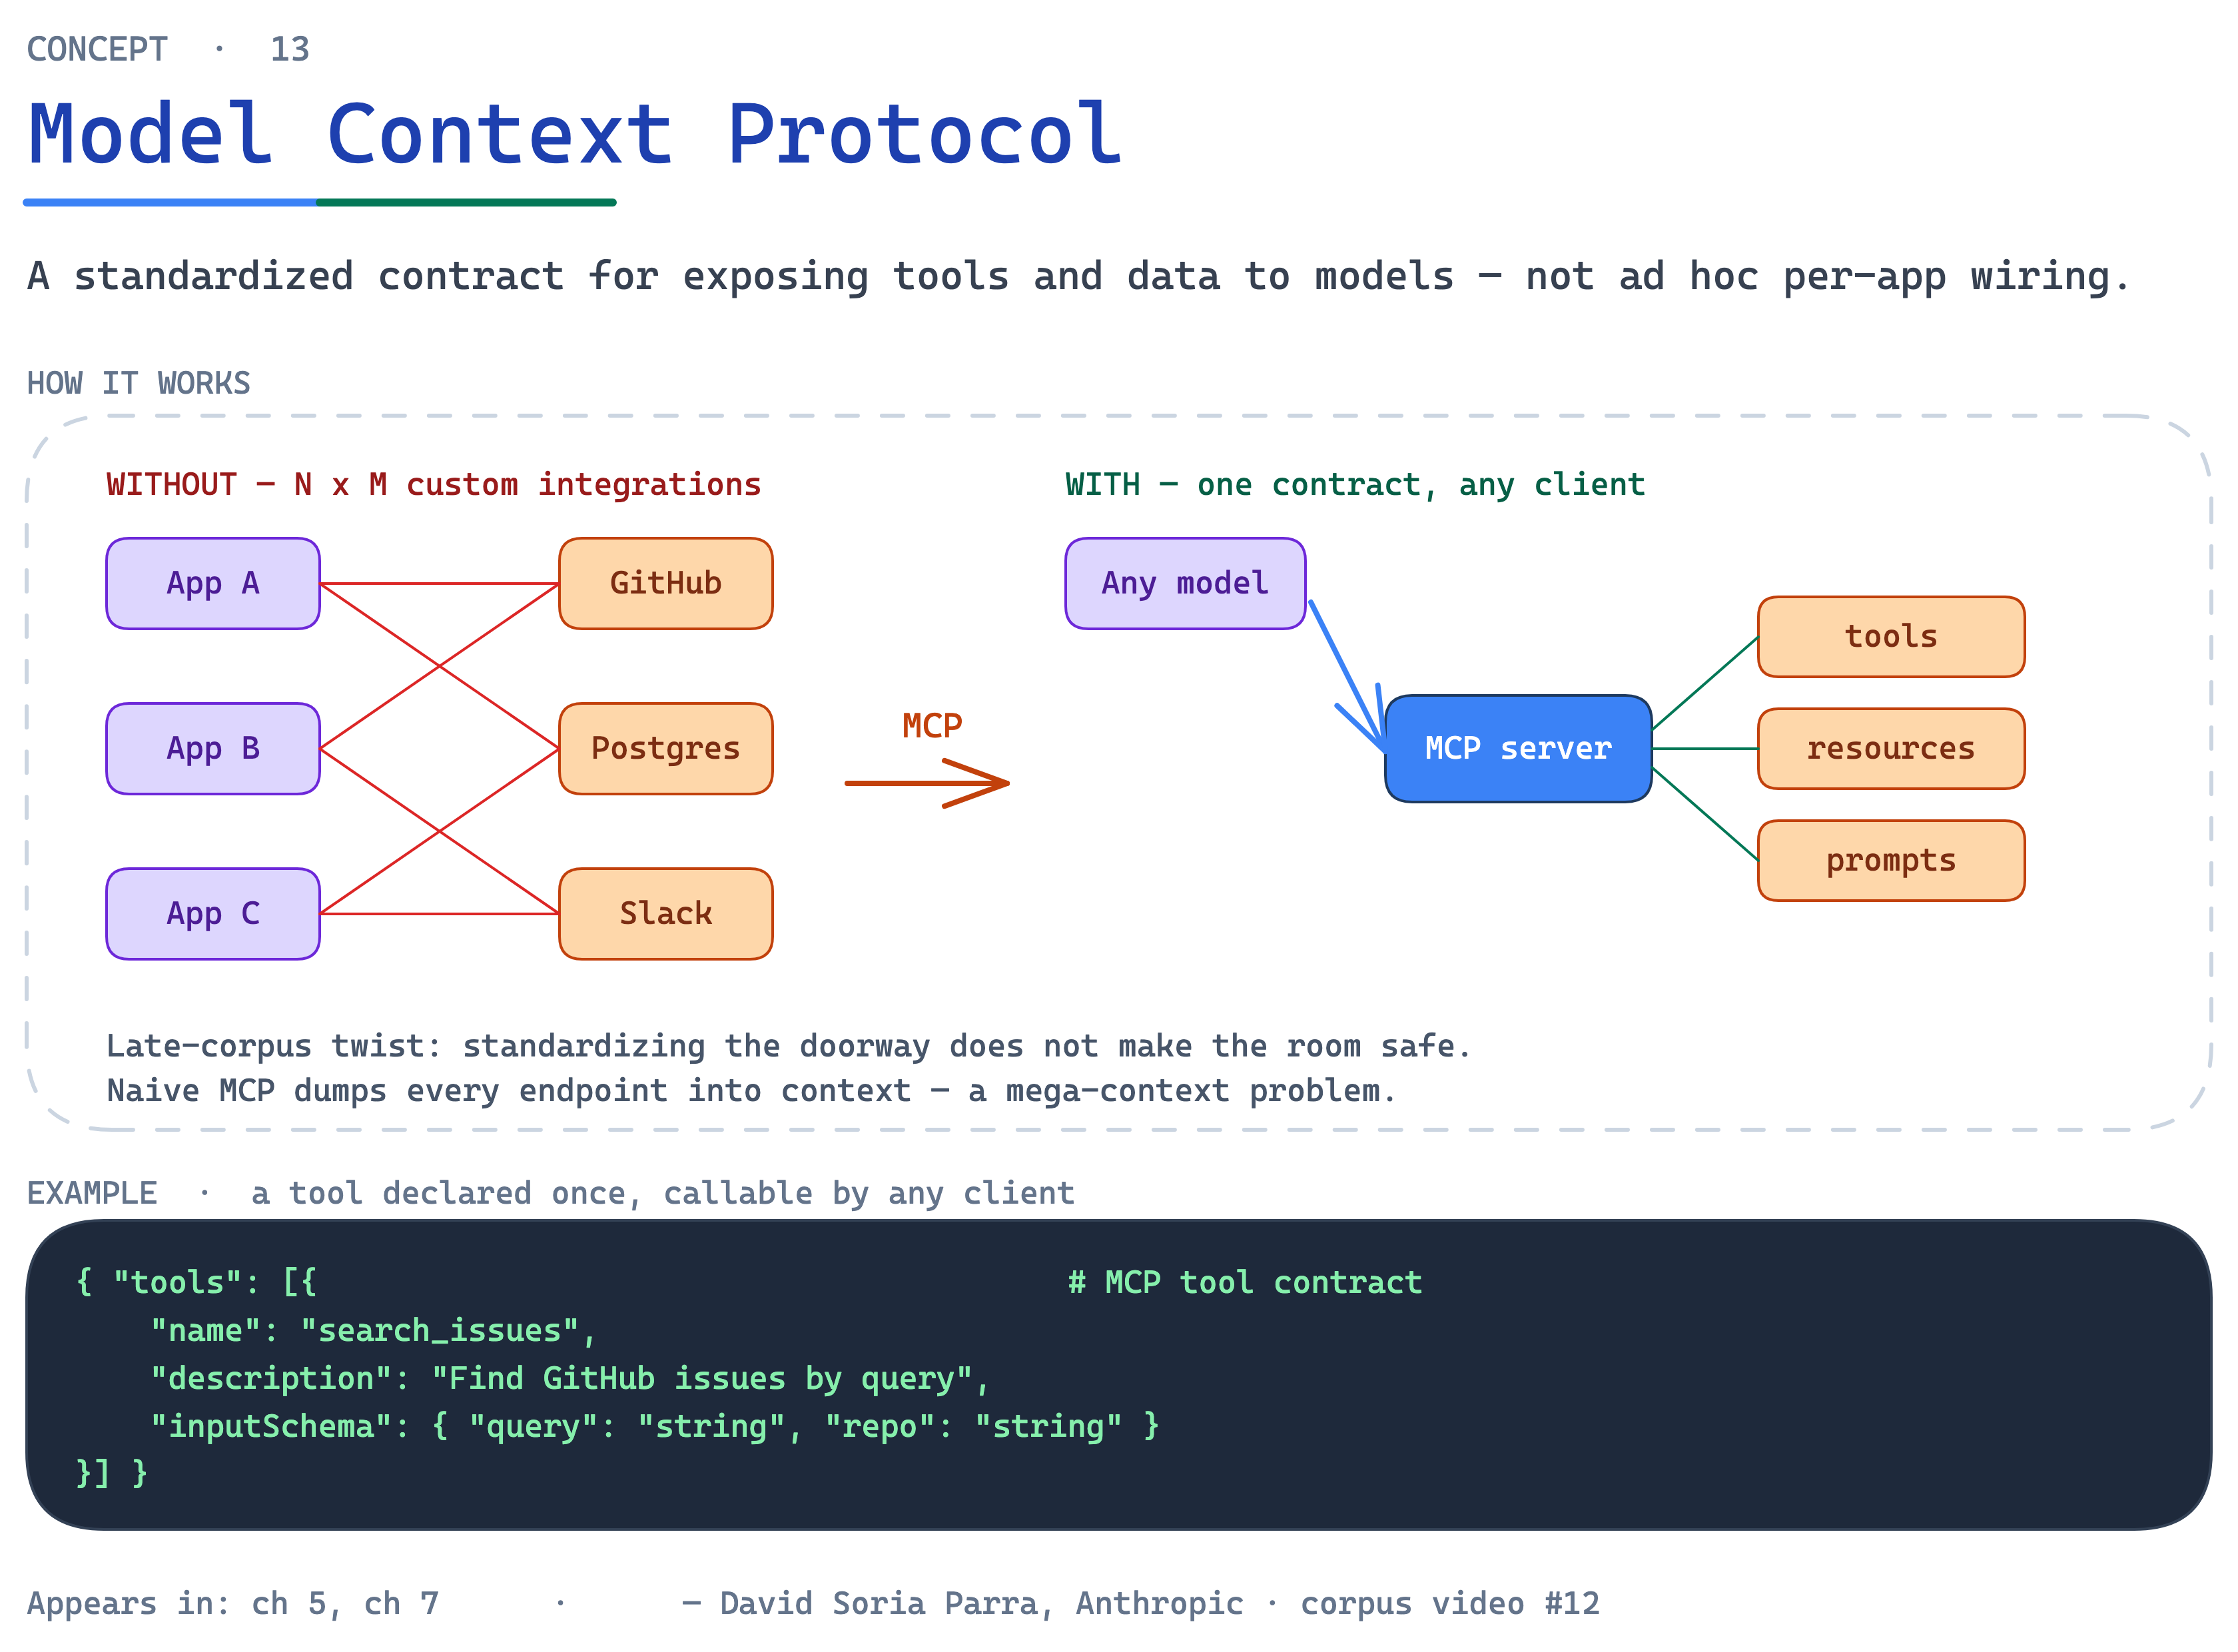 CONCEPT · 13
Model Context Protocol
A standardized contract for exposing tools and data to models — not ad hoc per-app wiring.
HOW IT WORKS
WITHOUT — N x M custom integrations
App A
GitHub
App B
Postgres
App C
Slack
MCP
WITH — one contract, any client
Any model
MCP server
tools
resources
prompts
Late-corpus twist: standardizing the doorway does not make the room safe.
Naive MCP dumps every endpoint into context — a mega-context problem.
EXAMPLE · a tool declared once, callable by any client
{ "tools": [{ # MCP tool contract
"name": "search_issues",
"description": "Find GitHub issues by query",
"inputSchema": { "query": "string", "repo": "string" }
}] }
Appears in: ch 5, ch 7 · — David Soria Parra, Anthropic · corpus video #12